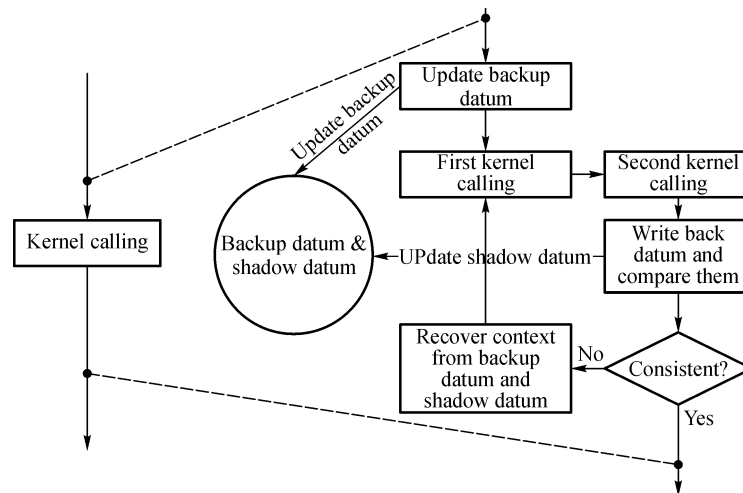 Update backup
datum
Update backup
datum
First kernel
calling
Second kernel
calling
Kernel calling
Backup datum &
shadow datum
UPdate shadow datum
Write back
datum and
compare them
Recover context
from backup
datum and
shadow datum
No
Consistent?
Yes